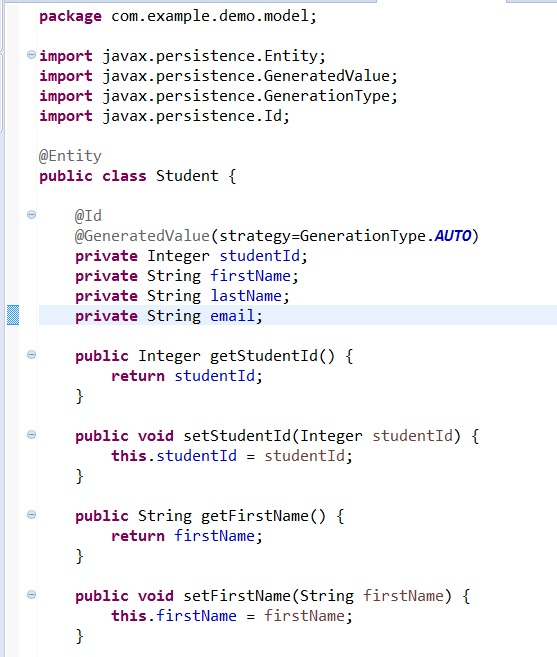 package com.example.demo.model;
import javax.persistence.Entity;
import javax.persistence.GeneratedValue;
import javax.persistence.GenerationType;
import javax.persistence.Id;
@Entity
public class Student {
@Id
@GeneratedValue(strategy=GenerationType.AUTO)
private Integer studentId;
private String firstName;
private String lastName;
private String email;
public Integer getStudentId() {
return studentId;
}
public void setStudentId(Integer studentId) {
this.studentId = studentId;
}
public String getFirstName() {
return firstName;
}
public void setFirstName(String firstName) {
this.firstName = firstName;
}